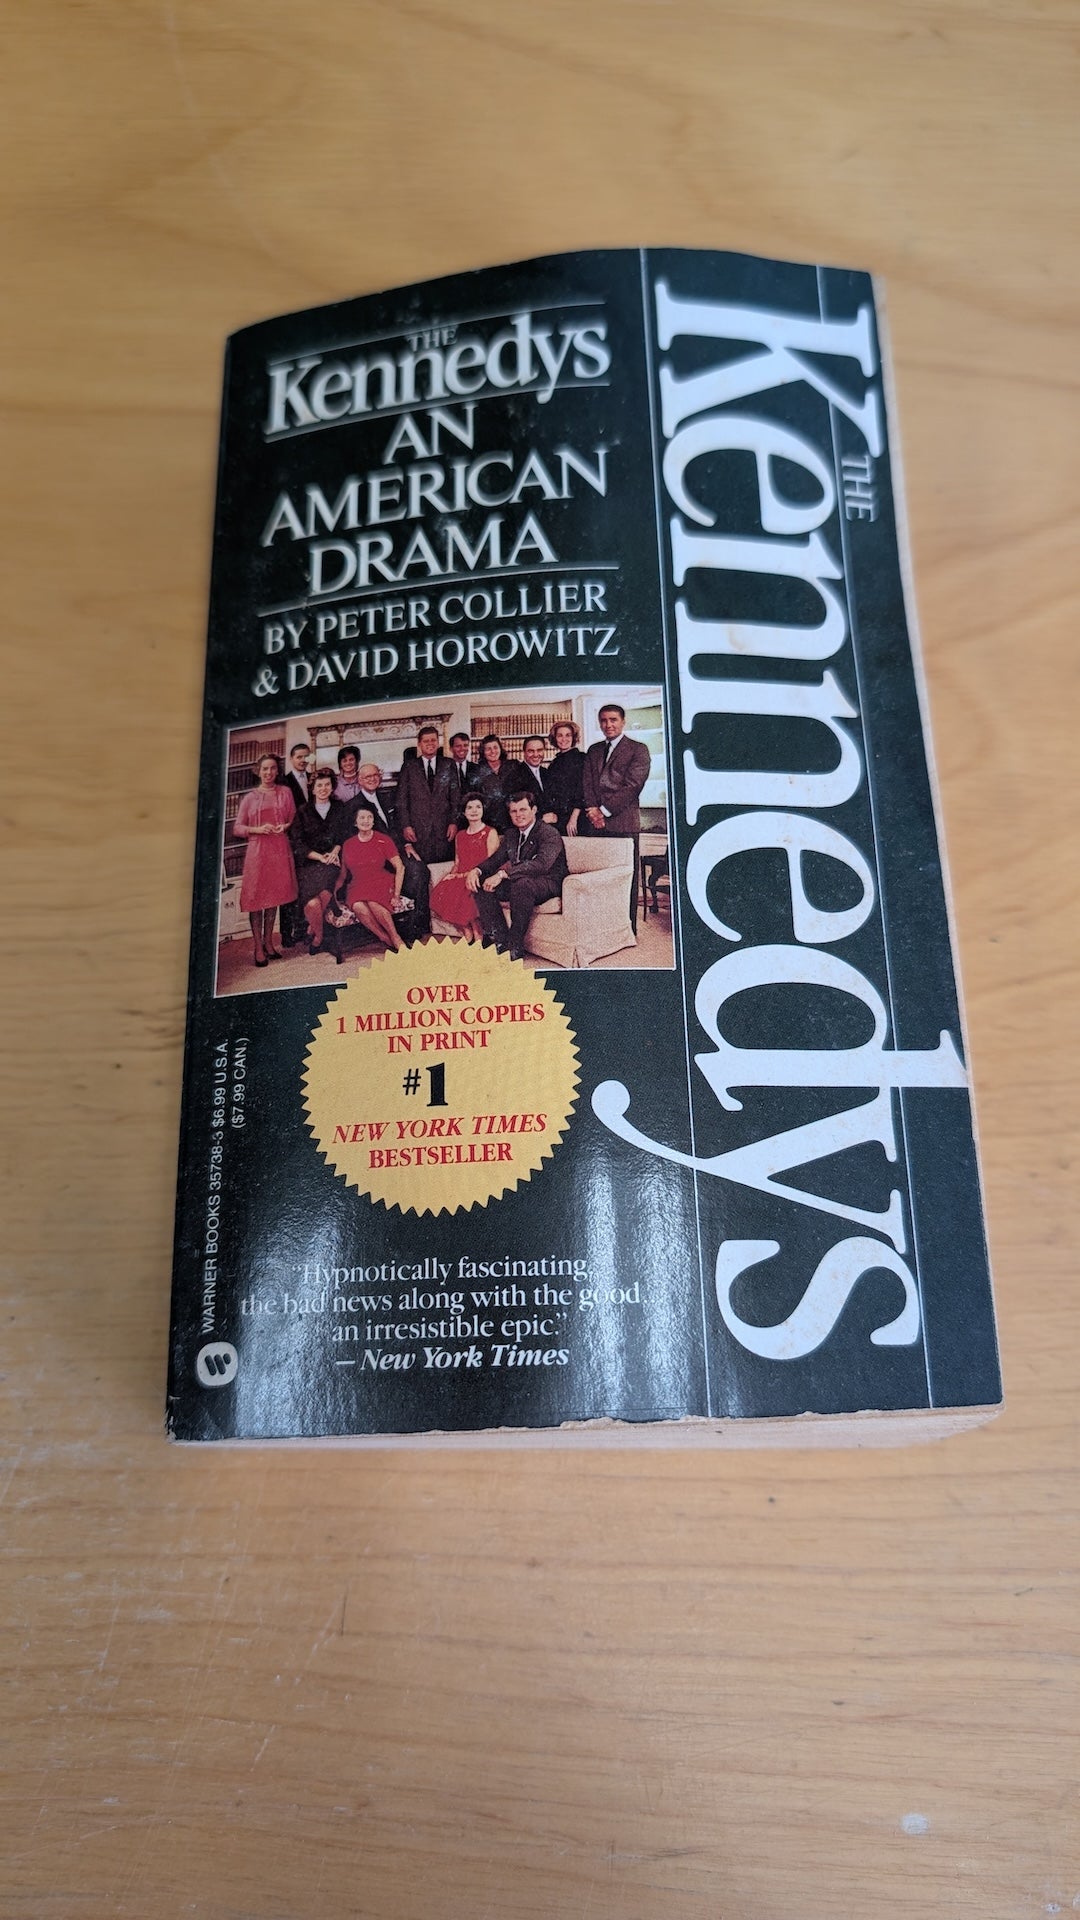 THE
Kennedys
AN
AMERICAN
DRAMA
BY PETER COLLIER
& DAVID HOROWITZ
OVER
1 MILLION COPIES
IN PRINT
#1
NEW YORK TIMES
BESTSELLER
"Hypnotically fascinating,
the bad news along with the good...
an irresistible epic."
— New York Times
WARNER BOOKS 35738-3 $6.99 U.S.A.
($7.99 CAN.)
THE
Kennedys